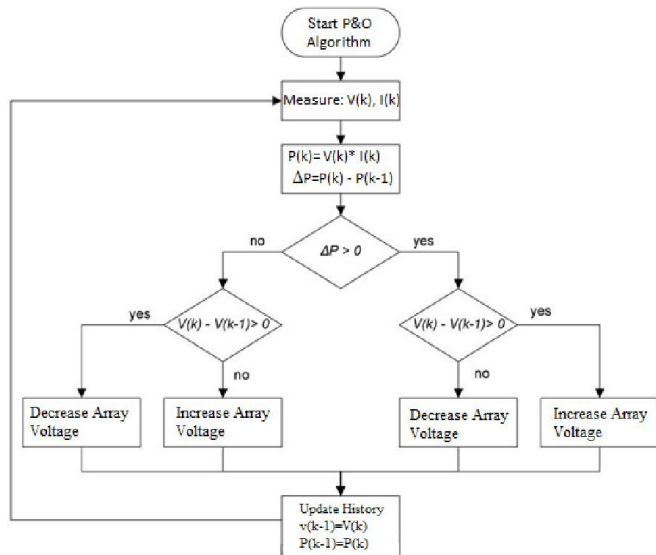 Start P&O
Algorithm
Measure: V(k), I(k)
P(k)= V(k)* I(k)
ΔP=P(k) - P(k-1)
no
ΔP > 0
yes
yes
V(k) - V(k-1)> 0
V(k) - V(k-1)> 0
yes
no
no
Decrease Array
Voltage
Increase Array
Voltage
Decrease Array
Voltage
Increase Array
Voltage
Update History
v(k-1)=V(k)
P(k-1)=P(k)